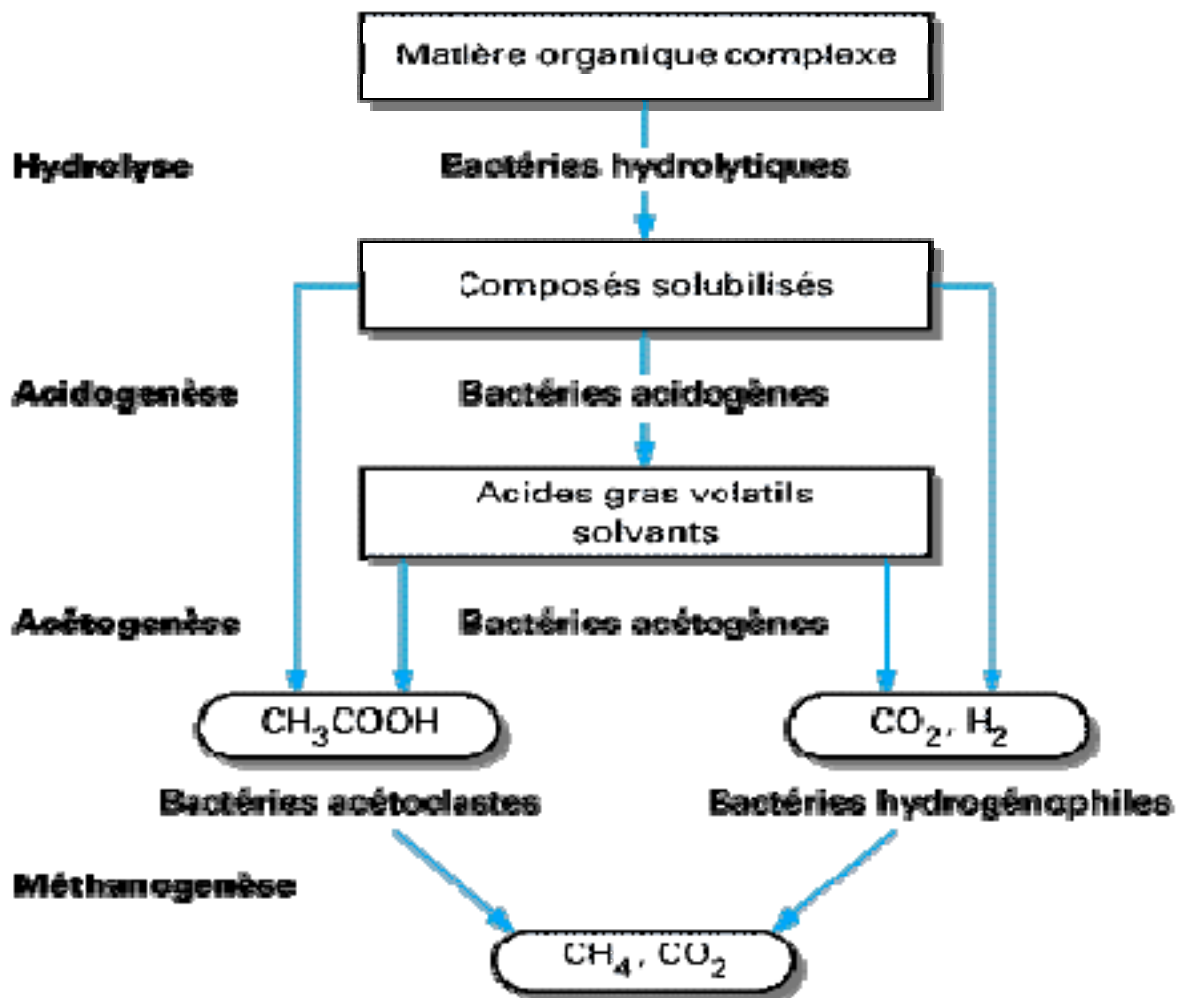 Matière organique complexe
Hydrolyse
Bactéries hydrolytiques
Composés solubilisés
Acidogenèse
Bactéries acidogènes
Acides gras volatils
solvants
Acétogenèse
Bactéries acétogènes
CH₃COOH
CO₂, H₂
Bactéries acétoclastes
Bactéries hydrogénophiles
Méthanogenèse
CH₄, CO₂